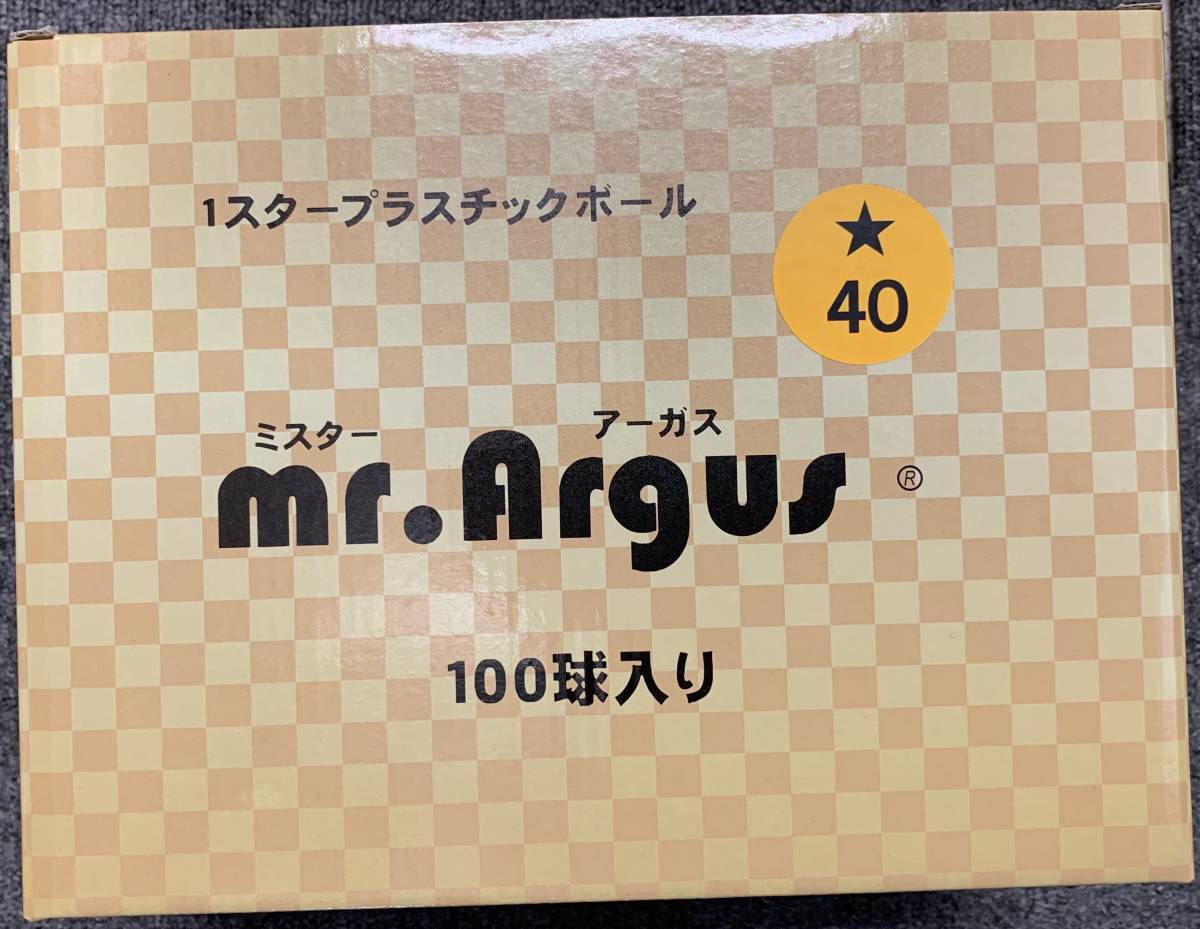 1スタープラスチックボール
★
40
ミスター アーガス
mr.Argus ®
100球入り